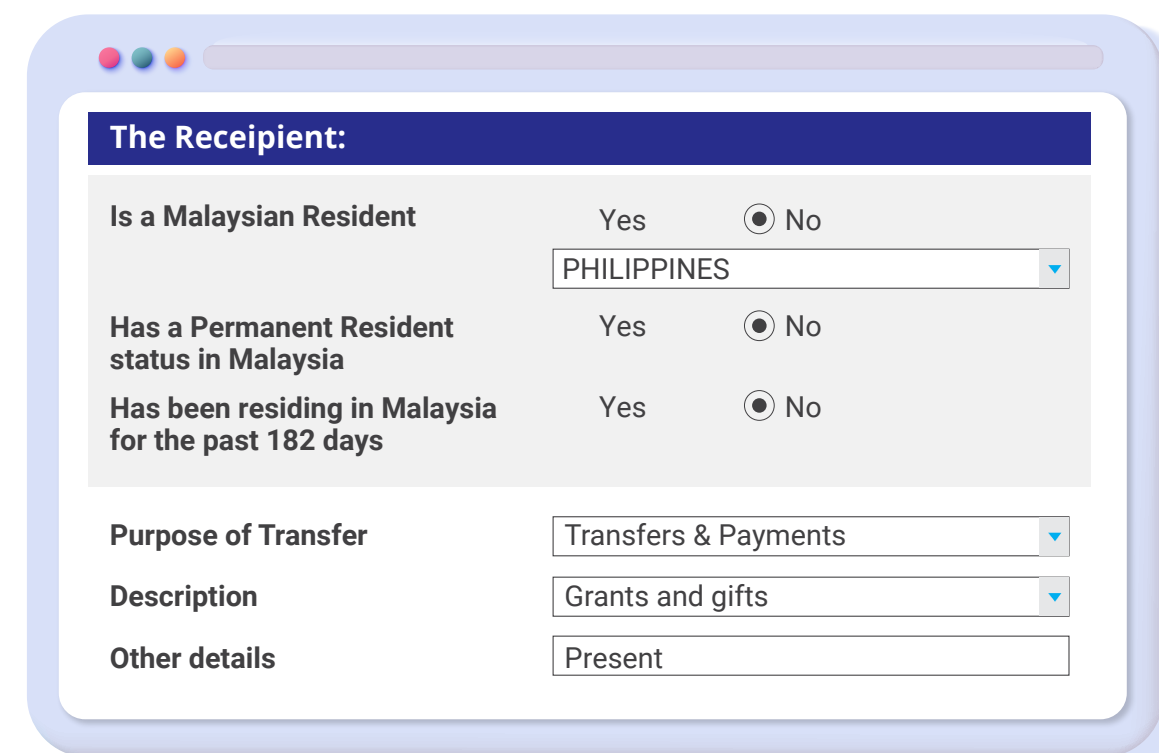 The Receipient:
Is a Malaysian Resident Yes No
PHILIPPINES
Has a Permanent Resident Yes No
status in Malaysia
Has been residing in Malaysia Yes No
for the past 182 days
Purpose of Transfer Transfers & Payments
Description Grants and gifts
Other details Present